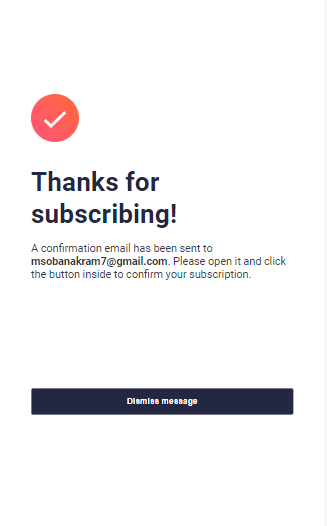 Thanks for
subscribing!
A confirmation email has been sent to
msobanakram7@gmail.com. Please open it and click
the button inside to confirm your subscription.
Dismiss message